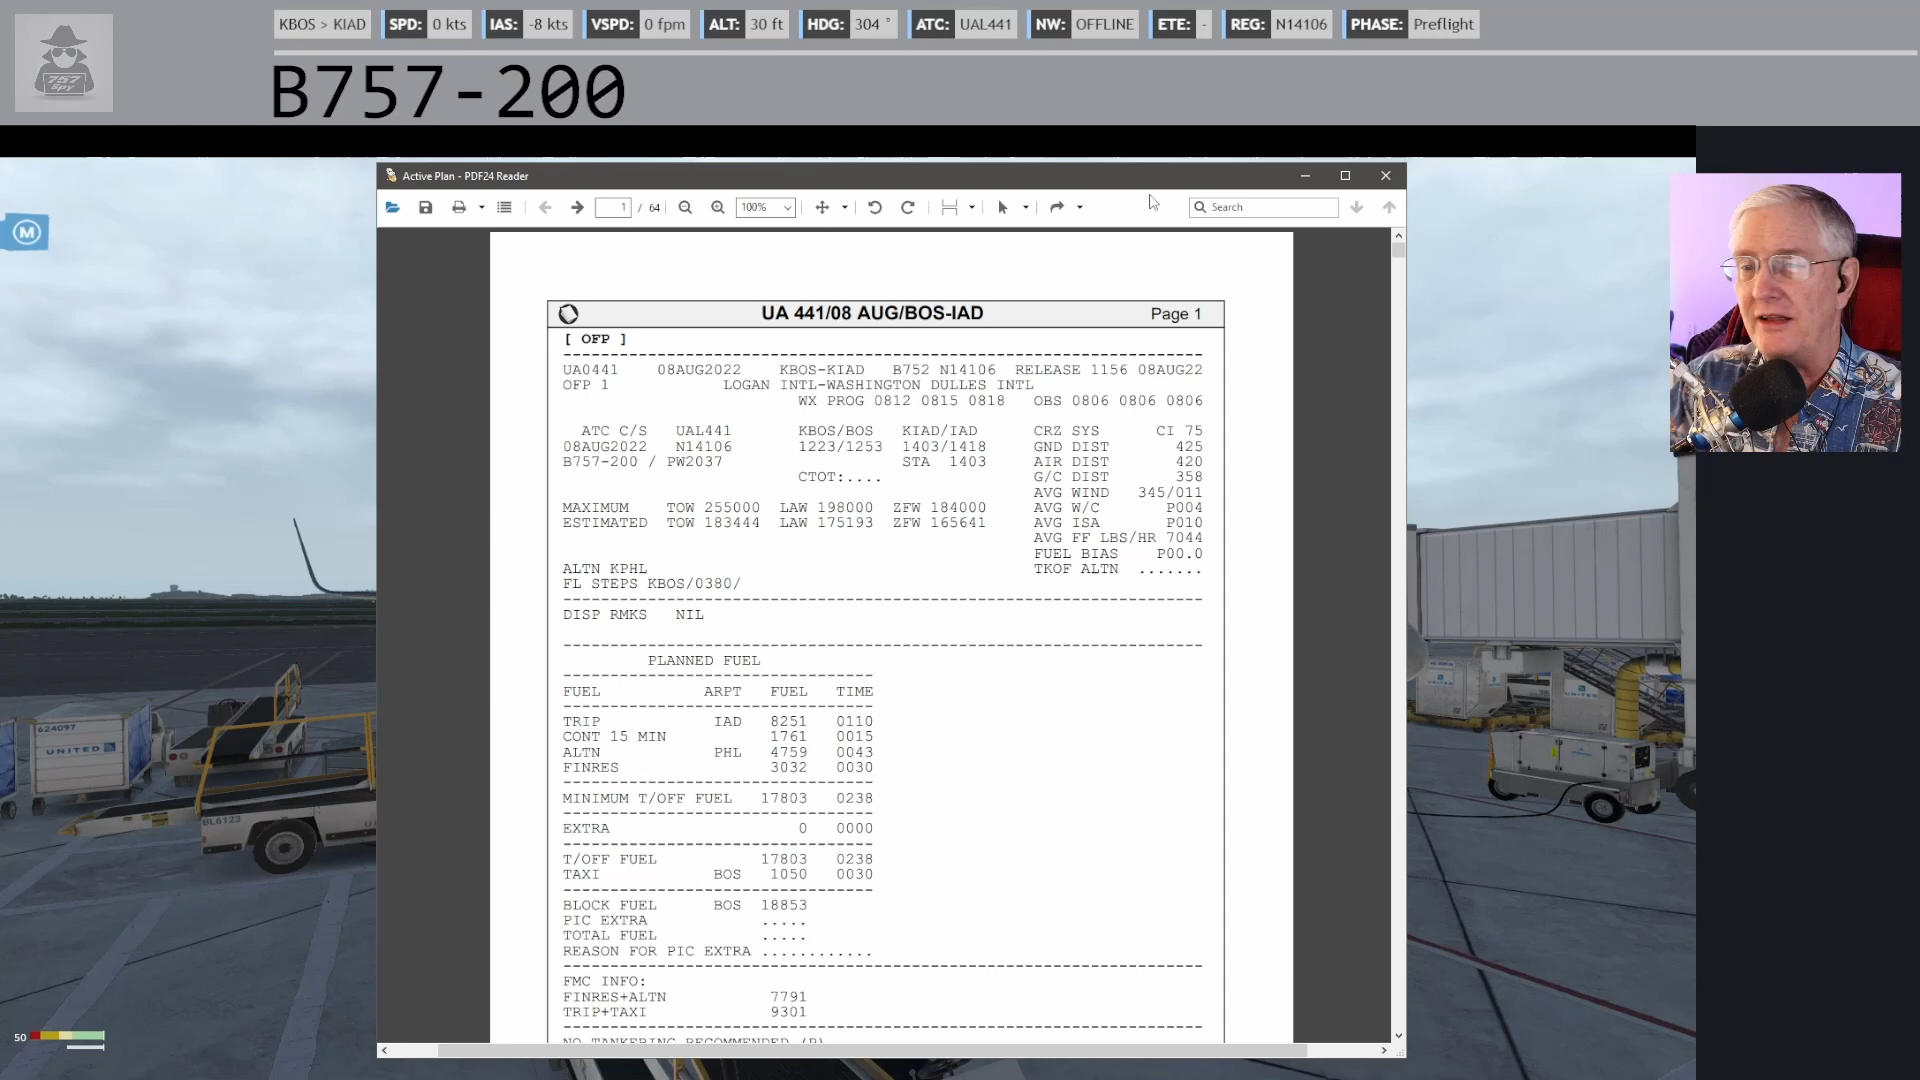 KBOS > KIAD SPD: 0 kts IAS: -8 kts VSPD: 0 fpm ALT: 30 ft HDG: 304 ° ATC: UAL441 NW: OFFLINE ETE: - REG: N14106 PHASE: Preflight
757
SPY
B757-200
Active Plan - PDF24 Reader
1 / 64 100% Search
M
UA 441/08 AUG/BOS-IAD Page 1
[ OFP ]
UA0441 08AUG2022 KBOS-KIAD B752 N14106 RELEASE 1156 08AUG22
OFP 1 LOGAN INTL-WASHINGTON DULLES INTL
WX PROG 0812 0815 0818 OBS 0806 0806 0806
ATC C/S UAL441 KBOS/BOS KIAD/IAD CRZ SYS CI 75
08AUG2022 N14106 1223/1253 1403/1418 GND DIST 425
B757-200 / PW2037 STA 1403 AIR DIST 420
CTOT:.... G/C DIST 358
AVG WIND 345/011
MAXIMUM TOW 255000 LAW 198000 ZFW 184000 AVG W/C P004
ESTIMATED TOW 183444 LAW 175193 ZFW 165641 AVG ISA P010
AVG FF LBS/HR 7044
FUEL BIAS P00.0
ALTN KPHL TKOF ALTN .......
FL STEPS KBOS/0380/
DISP RMKS NIL
PLANNED FUEL
FUEL ARPT FUEL TIME
TRIP IAD 8251 0110
CONT 15 MIN 1761 0015
ALTN PHL 4759 0043
FINRES 3032 0030
MINIMUM T/OFF FUEL 17803 0238
EXTRA 0 0000
T/OFF FUEL 17803 0238
TAXI BOS 1050 0030
BLOCK FUEL BOS 18853
PIC EXTRA .....
TOTAL FUEL .....
REASON FOR PIC EXTRA ............
FMC INFO:
FINRES+ALTN 7791
TRIP+TAXI 9301
NO TANKERING RECOMMENDED (P)
624097
UNITED
BL6123
UNITED
50